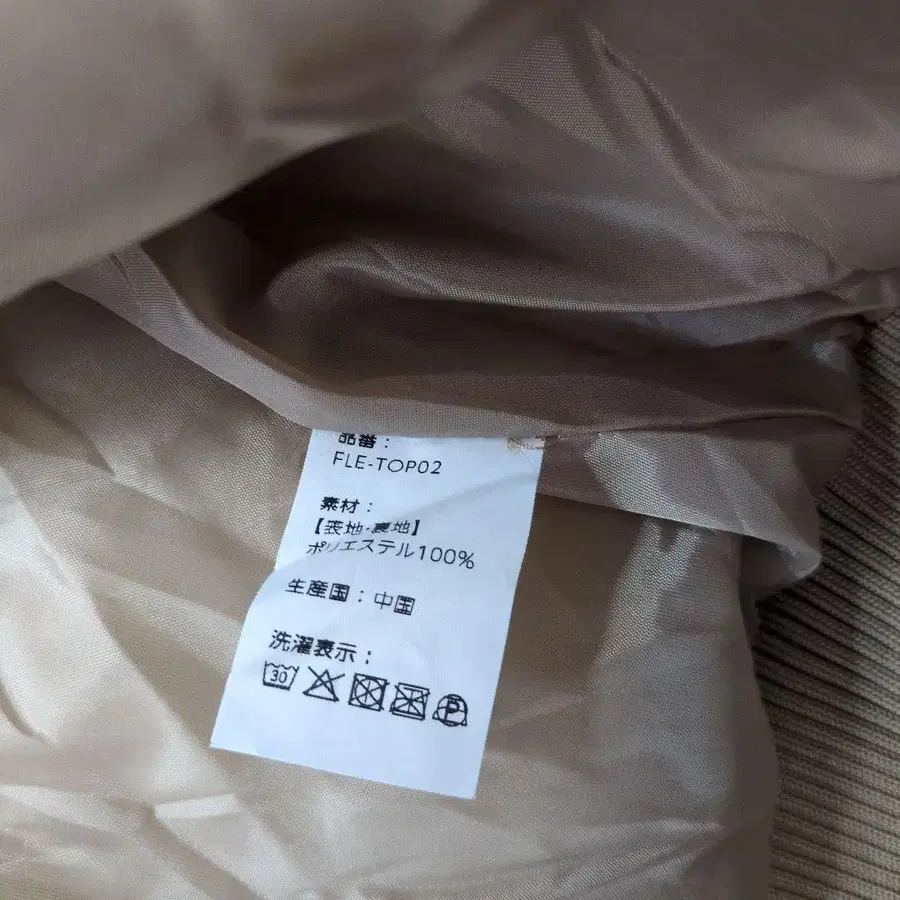 品番：
FLE-TOP02
素材：
【表地・裏地】
ポリエステル100%
生産国：中国
洗濯表示：
30 P